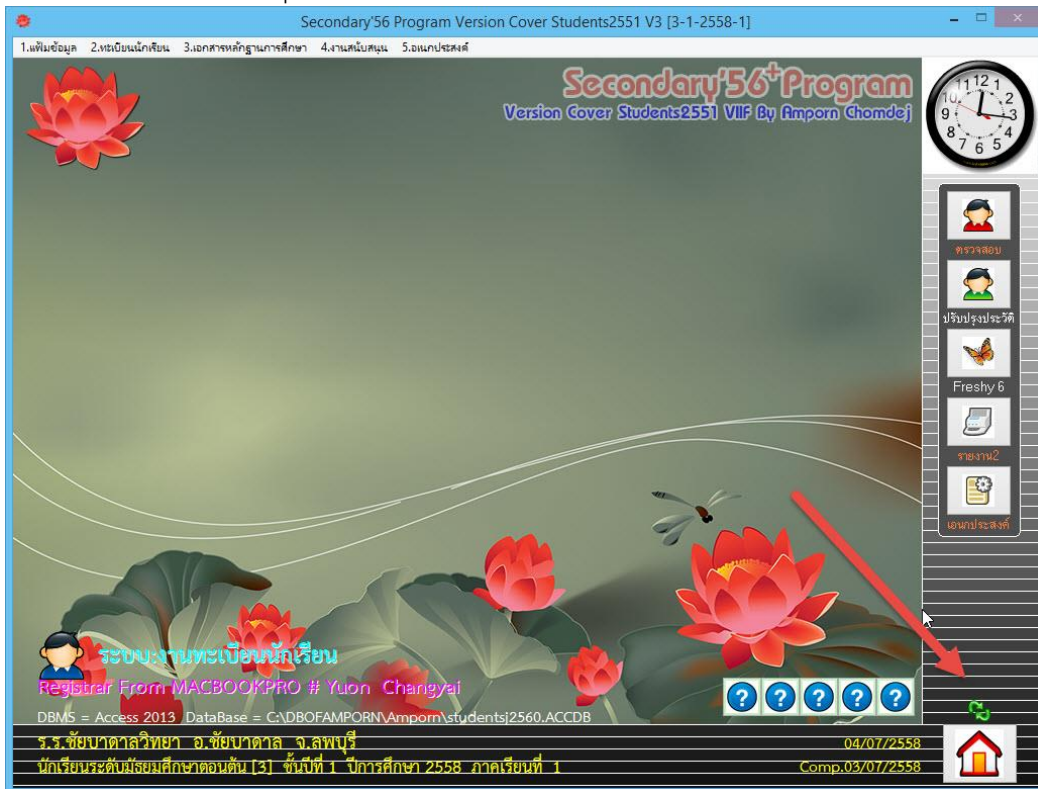 Secondary'56 Program Version Cover Students2551 V3 [3-1-2558-1]
1.แฟ้มข้อมูล 2.ทะเบียนนักเรียน 3.เอกสารหลักฐานการศึกษา 4.งานสนับสนุน 5.อเนกประสงค์
Secondary'56+Program
Version Cover Students2551 VIIF By Amporn Chomdej
11 12 1
10 2
9 3
8 4
7 6 5
ตรวจสอบ
ปรับปรุงประวัติ
Freshy 6
รายงาน2
เอนกประสงค์
ระบบ:งานทะเบียนนักเรียน
Registrar From MACBOOKPRO # Yuon Changyai
DBMS = Access 2013 DataBase = C:\DBOFAMPORN\Amporn\studentsj2560.ACCDB
? ? ? ? ?
ร.ร.ชัยบาดาลวิทยา อ.ชัยบาดาล จ.ลพบุรี 04/07/2558
นักเรียนระดับมัธยมศึกษาตอนต้น [3] ชั้นปีที่ 1 ปีการศึกษา 2558 ภาคเรียนที่ 1 Comp.03/07/2558